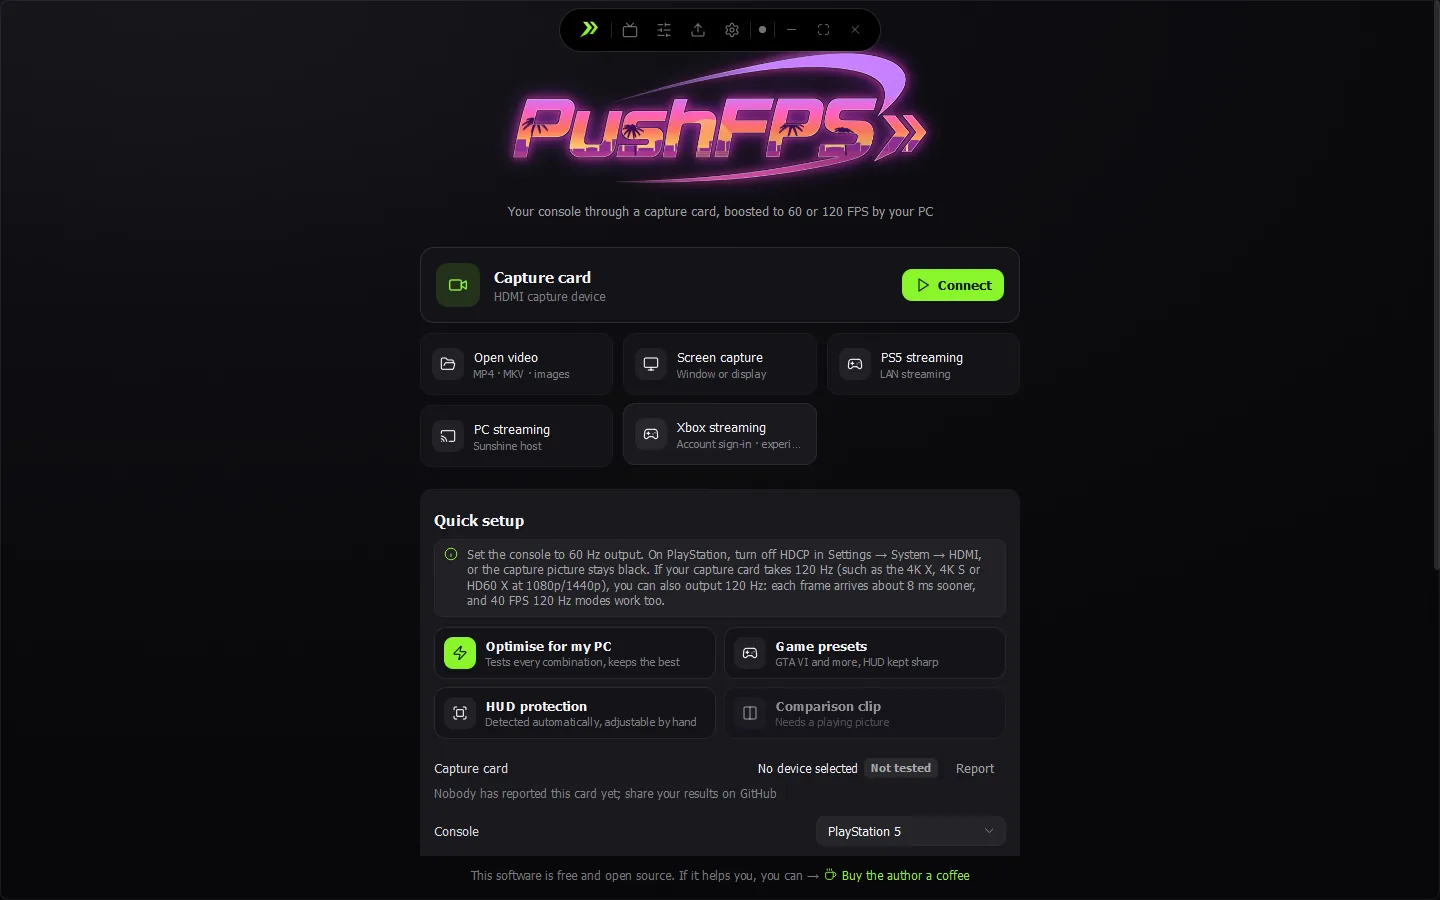 PushFPS
Your console through a capture card, boosted to 60 or 120 FPS by your PC
Capture card
HDMI capture device
Connect
Open video
MP4 · MKV · images
Screen capture
Window or display
PS5 streaming
LAN streaming
PC streaming
Sunshine host
Xbox streaming
Account sign-in · experi...
Quick setup
Set the console to 60 Hz output. On PlayStation, turn off HDCP in Settings → System → HDMI,
or the capture picture stays black. If your capture card takes 120 Hz (such as the 4K X, 4K S or
HD60 X at 1080p/1440p), you can also output 120 Hz: each frame arrives about 8 ms sooner,
and 40 FPS 120 Hz modes work too.
Optimise for my PC
Tests every combination, keeps the best
Game presets
GTA VI and more, HUD kept sharp
HUD protection
Detected automatically, adjustable by hand
Comparison clip
Needs a playing picture
Capture card
No device selected
Not tested
Report
Nobody has reported this card yet; share your results on GitHub
Console
PlayStation 5
This software is free and open source. If it helps you, you can → Buy the author a coffee